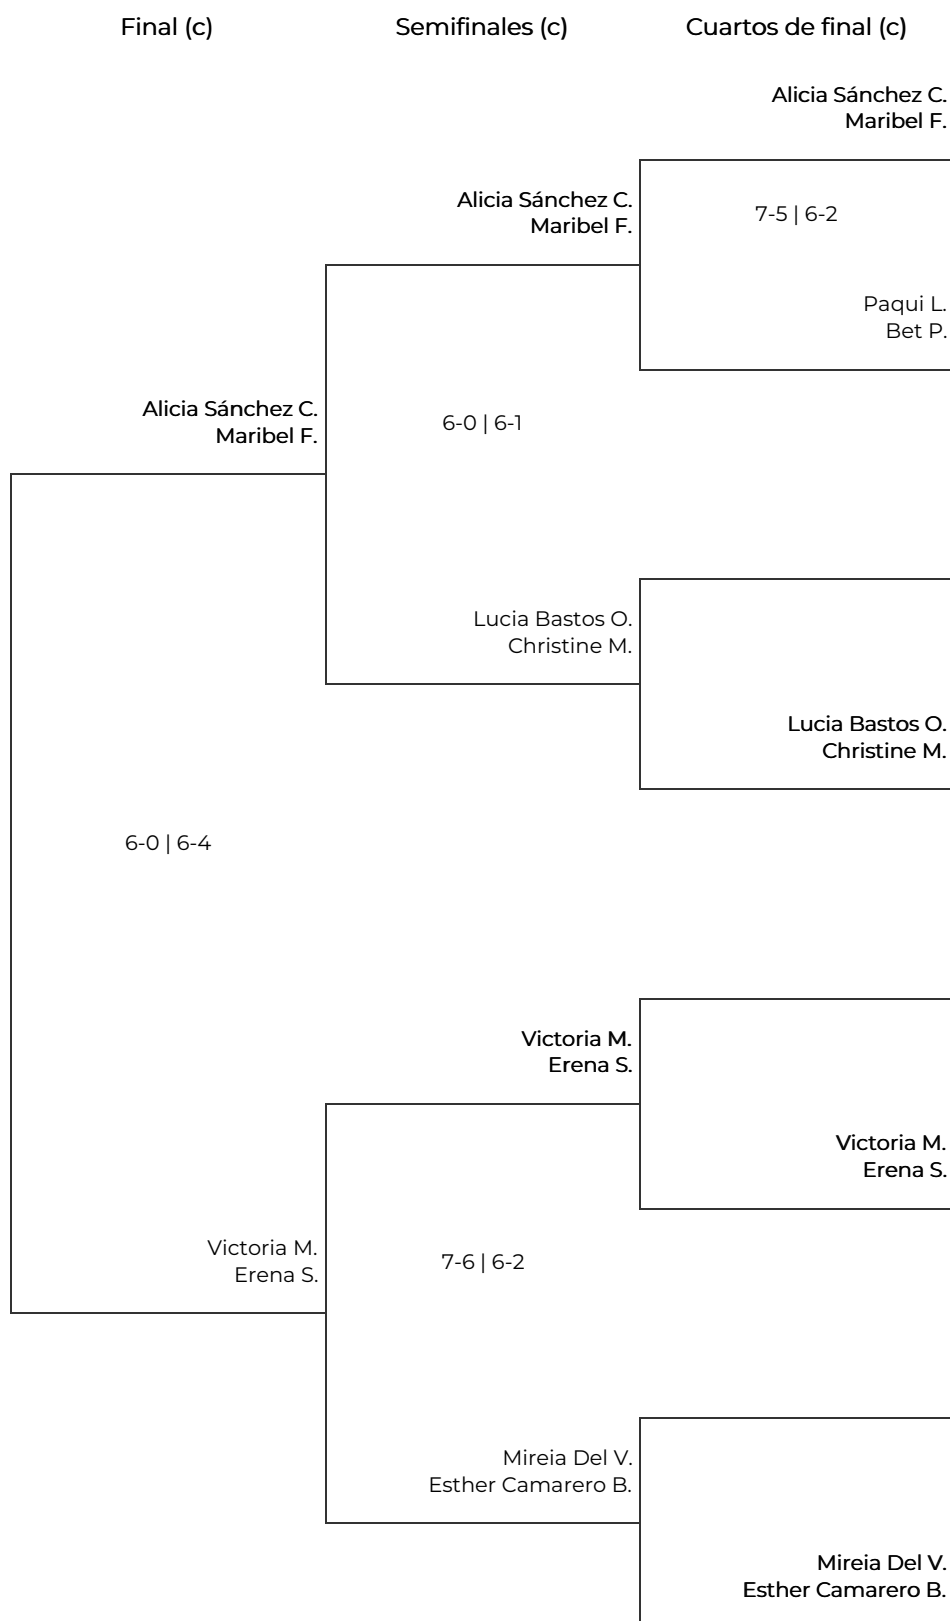 Final (c)
Semifinales (c)
Cuartos de final (c)
Alicia Sánchez C.
Maribel F.
Alicia Sánchez C.
Maribel F.
7-5 | 6-2
Paqui L.
Bet P.
Alicia Sánchez C.
Maribel F.
6-0 | 6-1
Lucia Bastos O.
Christine M.
Lucia Bastos O.
Christine M.
6-0 | 6-4
Victoria M.
Erena S.
Victoria M.
Erena S.
Victoria M.
Erena S.
7-6 | 6-2
Mireia Del V.
Esther Camarero B.
Mireia Del V.
Esther Camarero B.